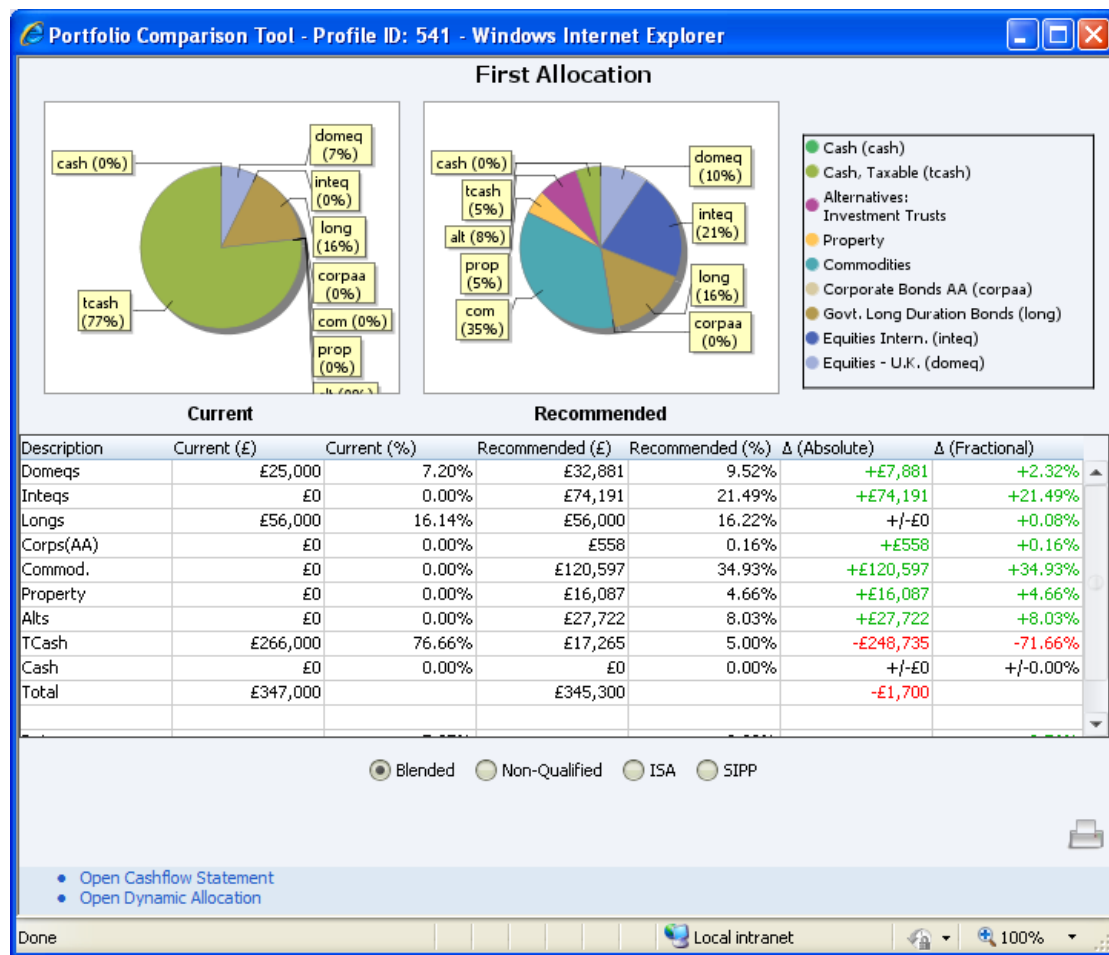 Portfolio Comparison Tool - Profile ID: 541 - Windows Internet Explorer
First Allocation
cash (0%)
domeq
(7%)
inteq
(0%)
long
(16%)
corpaa
(0%)
com (0%)
prop
(0%)
tcash
(77%)
cash (0%)
tcash
(5%)
alt (8%)
prop
(5%)
com
(35%)
domeq
(10%)
inteq
(21%)
long
(16%)
corpaa
(0%)
Cash (cash)
Cash, Taxable (tcash)
Alternatives:
Investment Trusts
Property
Commodities
Corporate Bonds AA (corpaa)
Govt. Long Duration Bonds (long)
Equities Intern. (inteq)
Equities - U.K. (domeq)
Current
Recommended
Description Current (£) Current (%) Recommended (£) Recommended (%) Δ (Absolute) Δ (Fractional)
Domeqs £25,000 7.20% £32,881 9.52% +£7,881 +2.32%
Inteqs £0 0.00% £74,191 21.49% +£74,191 +21.49%
Longs £56,000 16.14% £56,000 16.22% +/-£0 +0.08%
Corps(AA) £0 0.00% £558 0.16% +£558 +0.16%
Commod. £0 0.00% £120,597 34.93% +£120,597 +34.93%
Property £0 0.00% £16,087 4.66% +£16,087 +4.66%
Alts £0 0.00% £27,722 8.03% +£27,722 +8.03%
TCash £266,000 76.66% £17,265 5.00% -£248,735 -71.66%
Cash £0 0.00% £0 0.00% +/-£0 +/-0.00%
Total £347,000 £345,300 -£1,700
Blended Non-Qualified ISA SIPP
Open Cashflow Statement
Open Dynamic Allocation
Done Local intranet 100%